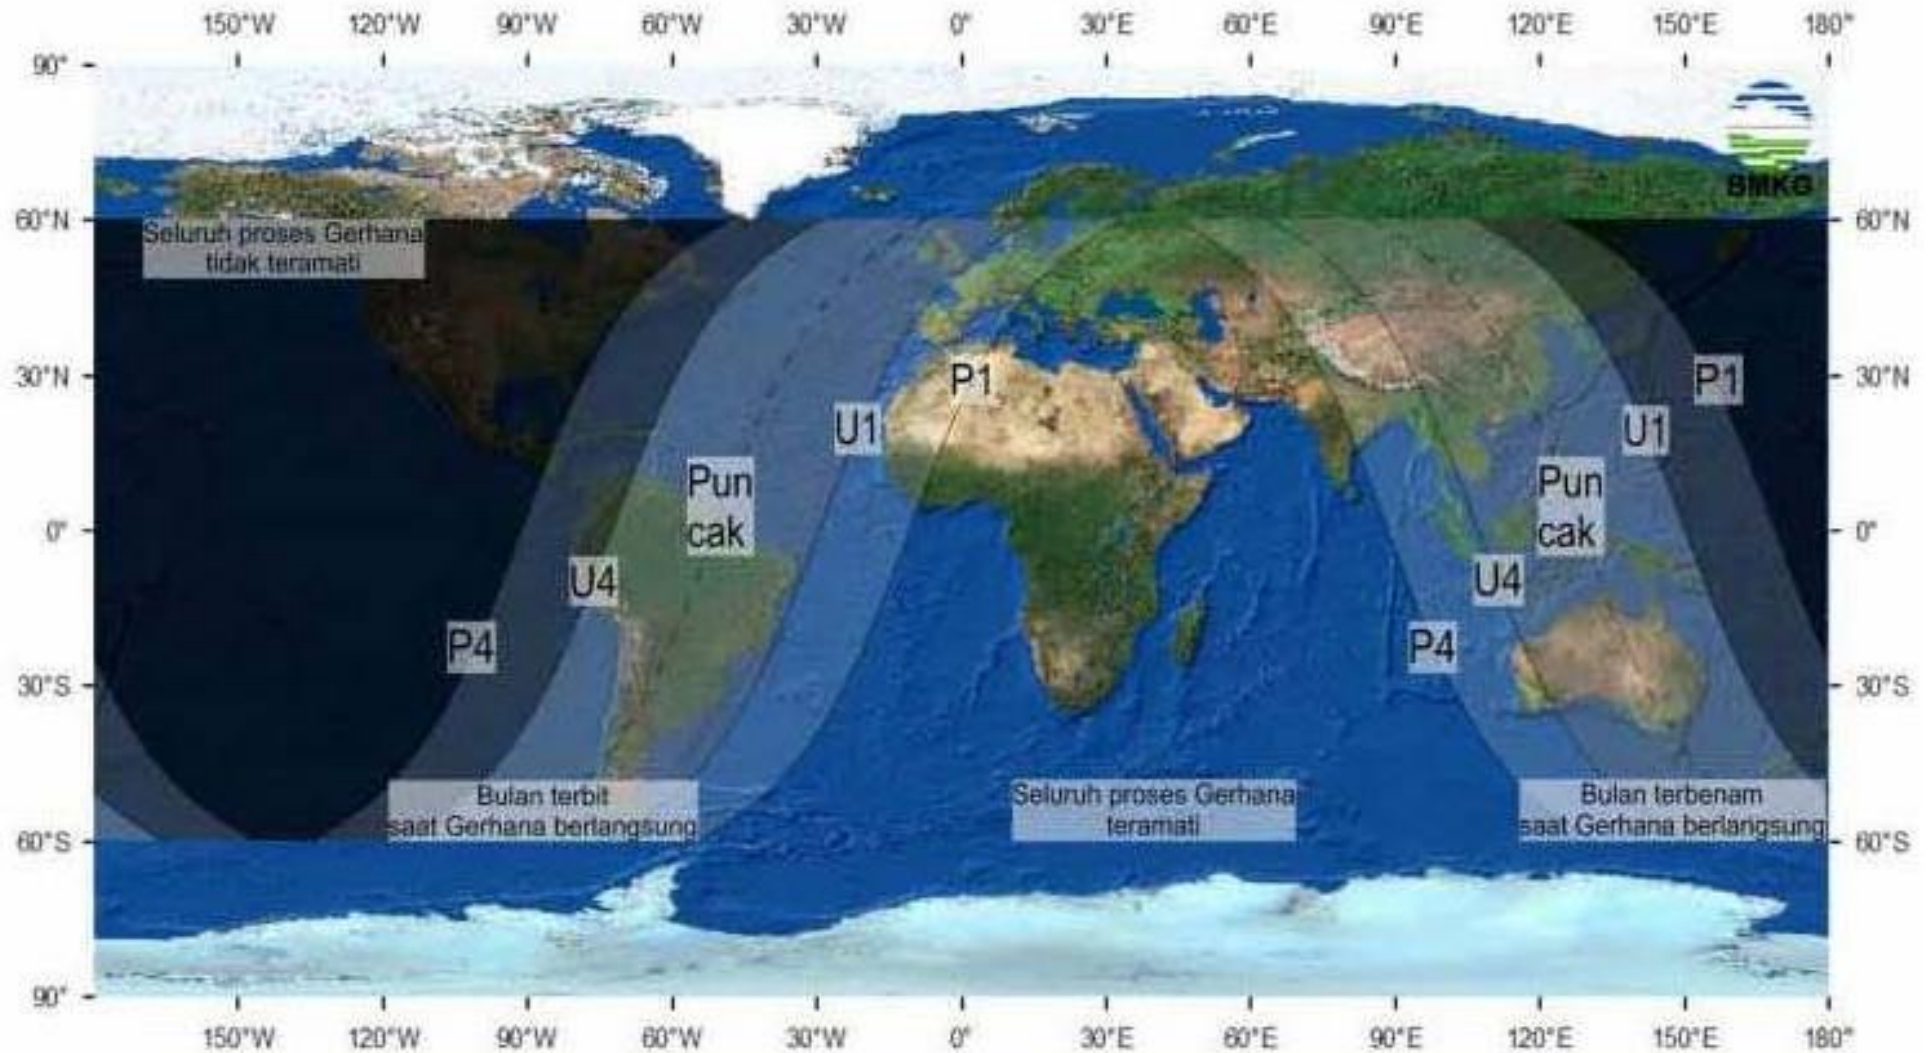 150°W 120°W 90°W 60°W 30°W 0° 30°E 60°E 90°E 120°E 150°E 180°
90° 
BMKG
60°N 60°N
Seluruh proses Gerhana
tidak teramati
30°N P1 P1 30°N
U1 U1
Pun Pun
cak cak
0° 0°
U4 U4
P4 P4
30°S 30°S
Bulan terbit
saat Gerhana berlangsung
Seluruh proses Gerhana
teramati
Bulan terbenam
saat Gerhana berlangsung
60°S 60°S
90°
150°W 120°W 90°W 60°W 30°W 0° 30°E 60°E 90°E 120°E 150°E 180°